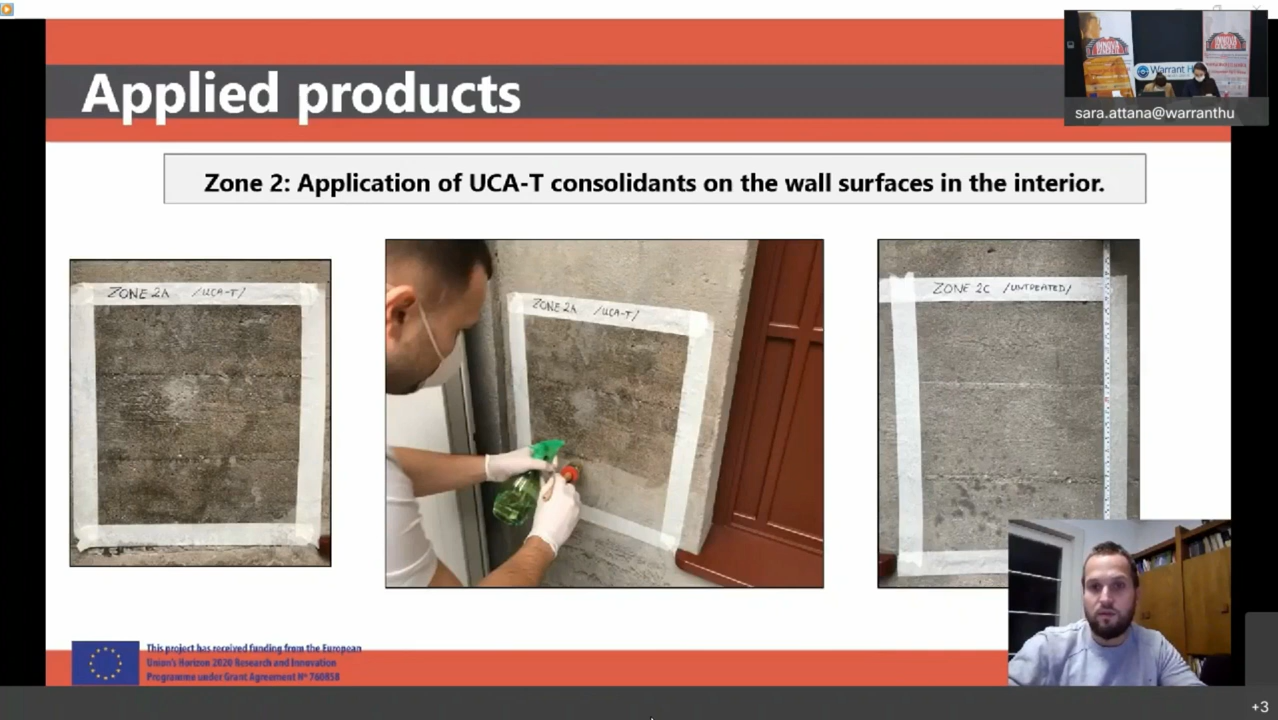 Applied products
Warrant H
sara.attana@warranthu
Zone 2: Application of UCA-T consolidants on the wall surfaces in the interior.
ZONE 2A /UCA-T/
ZONE 2A /UCA-T/
ZONE 2C /UNTREATED/
This project has received funding from the European
Union's Horizon 2020 Research and Innovation
Programme under Grant Agreement Nº 760858
+3